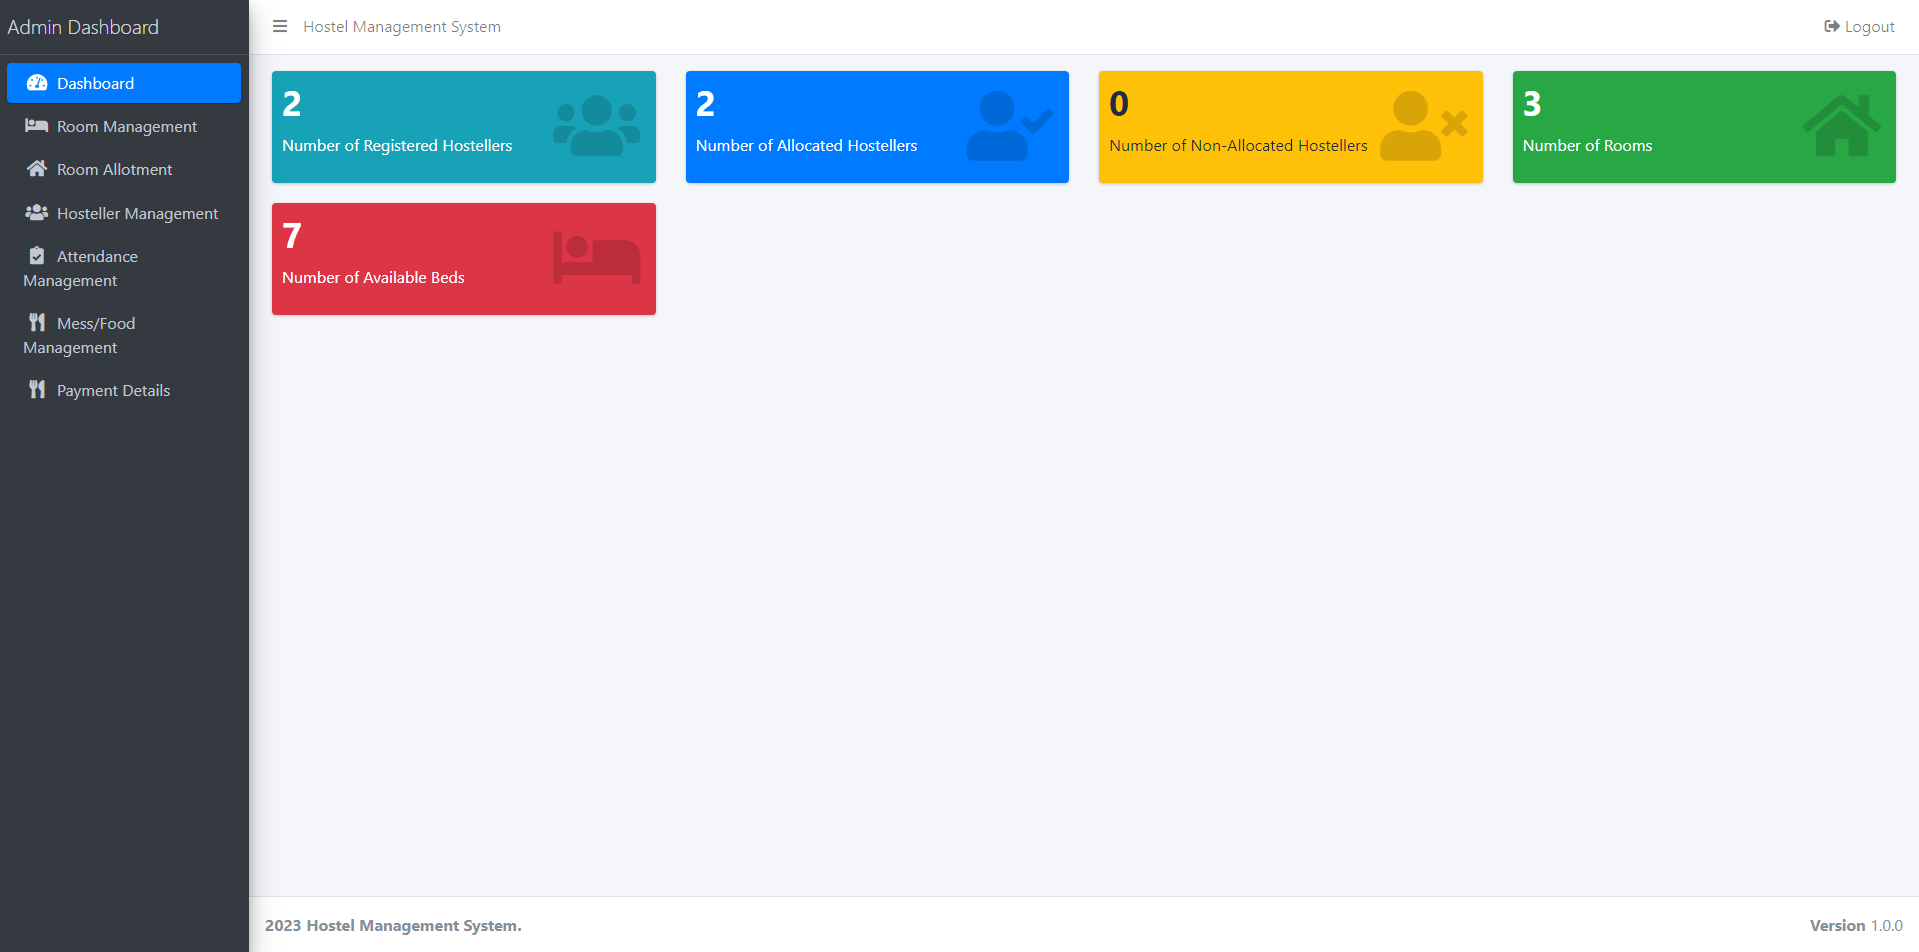 Admin Dashboard
Hostel Management System
Logout
Dashboard
Room Management
Room Allotment
Hosteller Management
Attendance
Management
Mess/Food
Management
Payment Details
2
Number of Registered Hostellers
2
Number of Allocated Hostellers
0
Number of Non-Allocated Hostellers
3
Number of Rooms
7
Number of Available Beds
2023 Hostel Management System.
Version 1.0.0